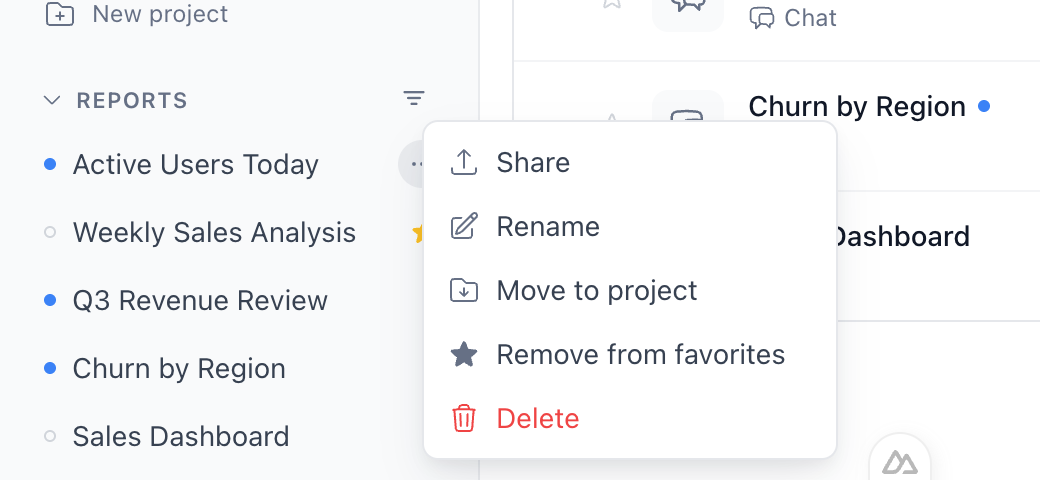 New project
Chat
REPORTS
Churn by Region
Active Users Today
Weekly Sales Analysis
Q3 Revenue Review
Churn by Region
Sales Dashboard
Share
Rename
Move to project
Remove from favorites
Delete
Dashboard